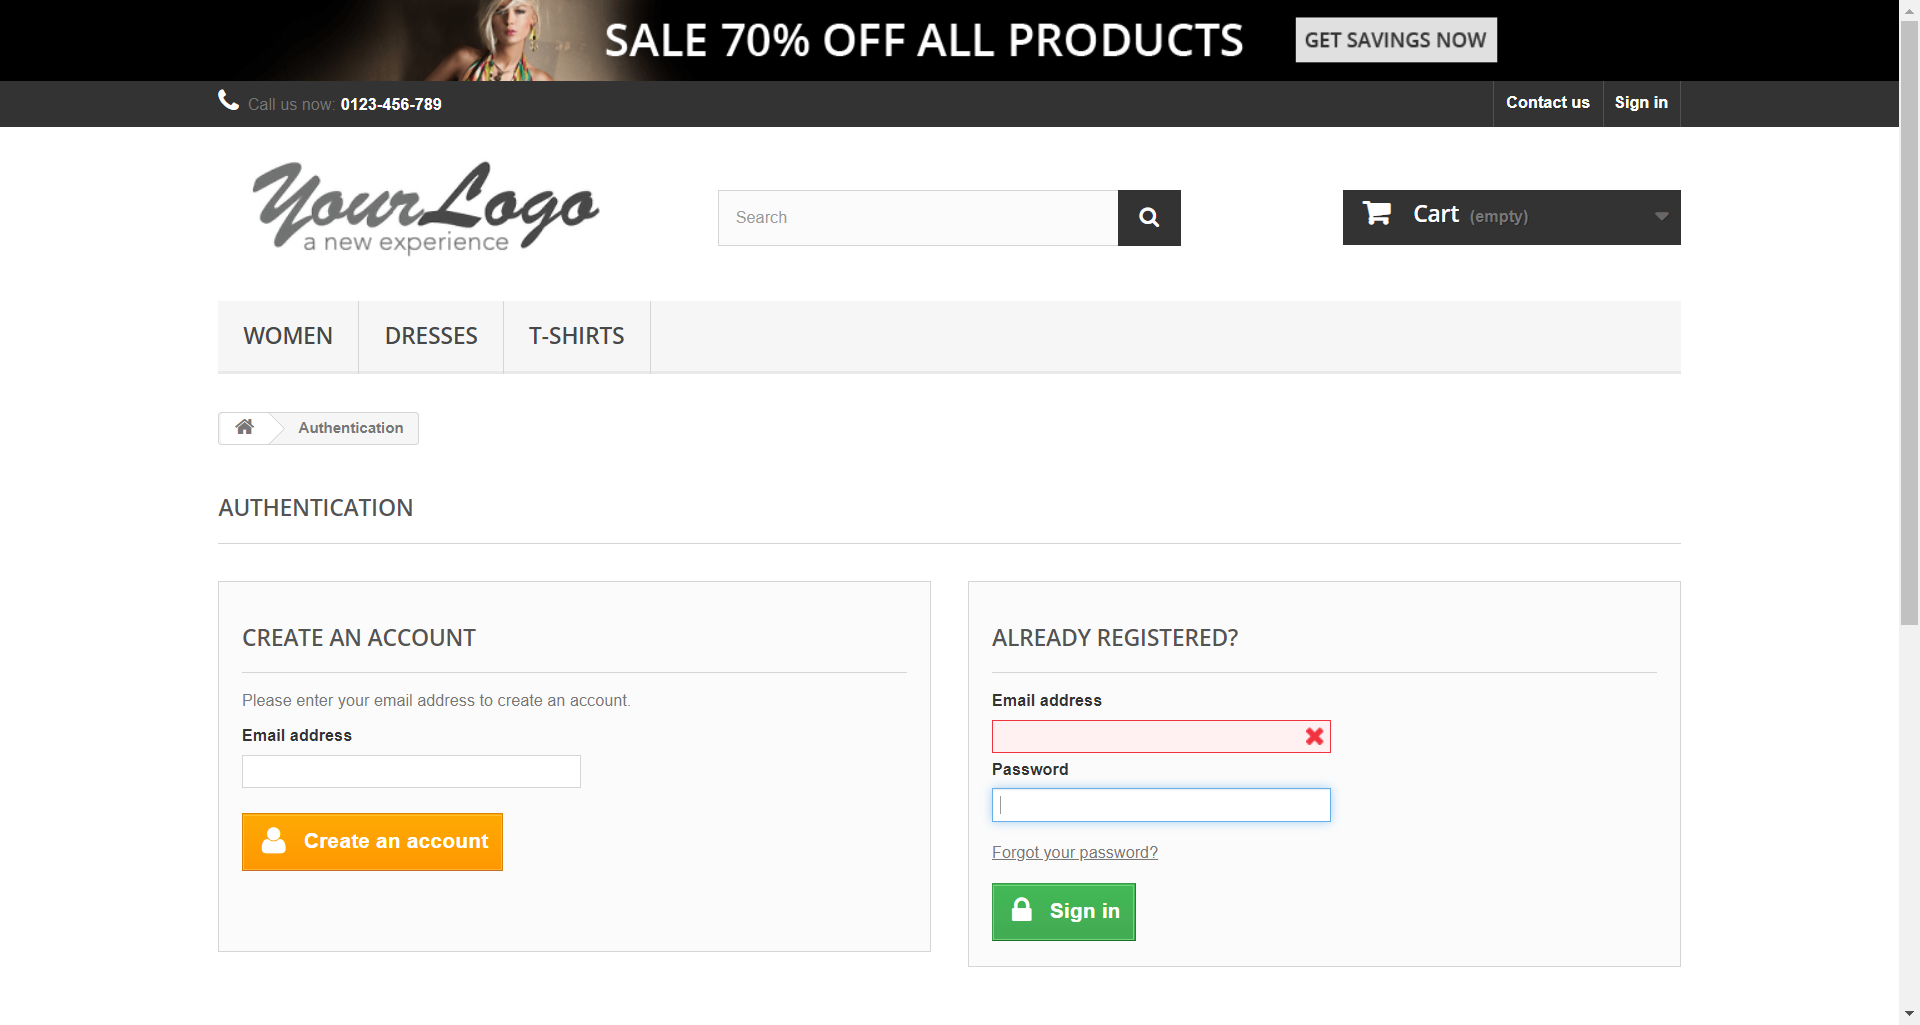 SALE 70% OFF ALL PRODUCTS GET SAVINGS NOW
Call us now: 0123-456-789 Contact us Sign in
YourLogo
a new experience
Search
Cart (empty)
WOMEN DRESSES T-SHIRTS
Authentication
AUTHENTICATION
CREATE AN ACCOUNT
Please enter your email address to create an account.
Email address
Create an account
ALREADY REGISTERED?
Email address
Password
Forgot your password?
Sign in